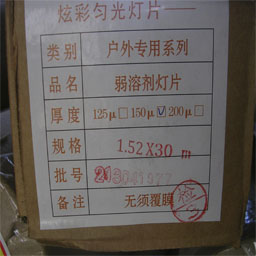 炫彩匀光灯片
类别 户外专用系列
品名 弱溶剂灯片
厚度 125μ□ 150μ☑ 200μ□
规格 1.52X30 m
批号
备注 无须覆膜